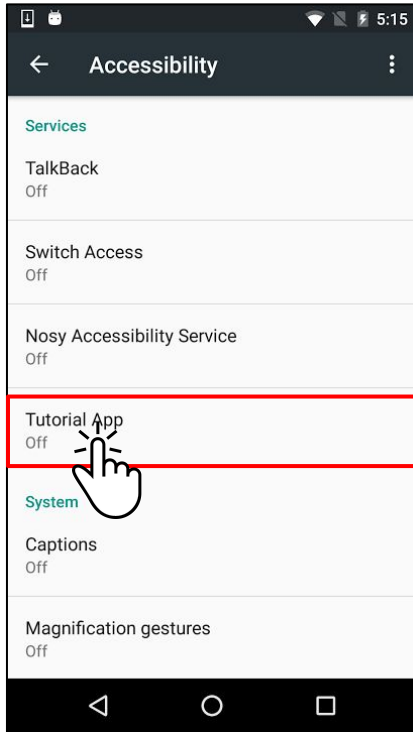 5:15
Accessibility
Services
TalkBack
Off
Switch Access
Off
Nosy Accessibility Service
Off
Tutorial App
Off
System
Captions
Off
Magnification gestures
Off